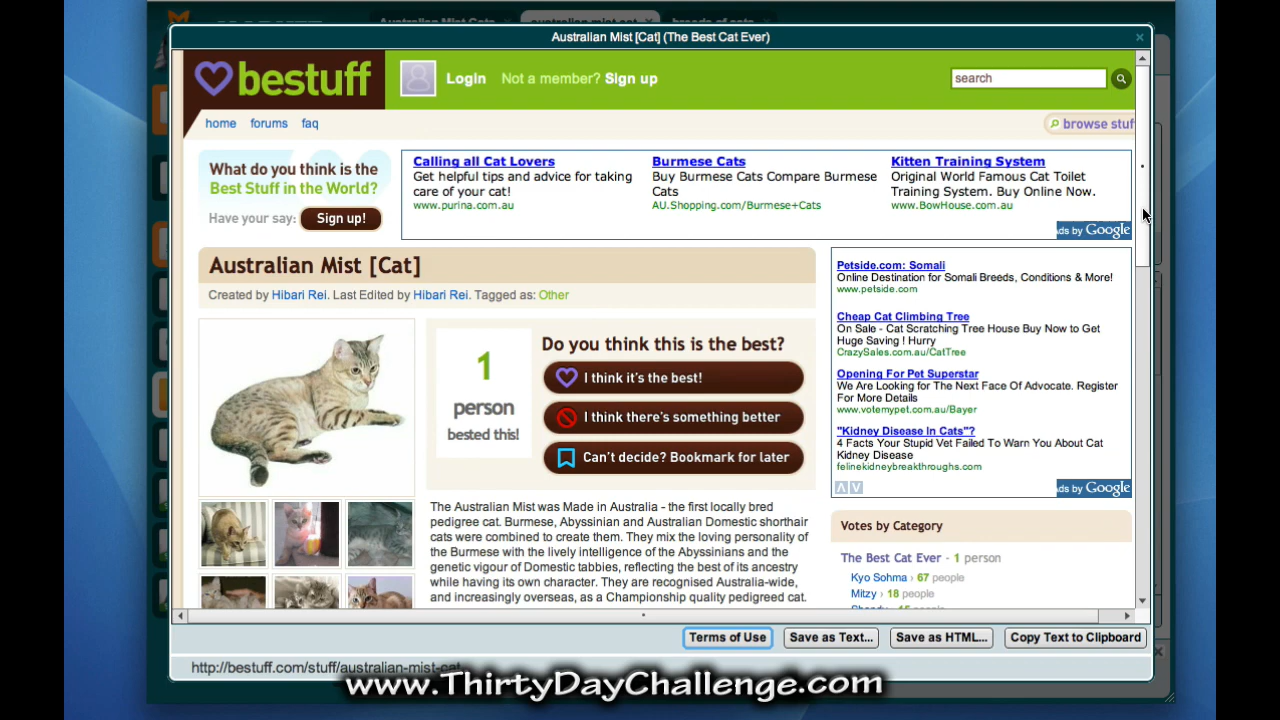 Australian Mist Cats
australian mist cat
breeds of cats
Australian Mist[Cat] (The Best Cat Ever)
bestuff
Login Not a member? Sign up
search
home forums faq
browse stuf
What do you think is the
Best Stuff in the World?
Have your say: Sign up!
Calling all Cat Lovers
Get helpful tips and advice for taking
care of your cat!
www.purina.com.au
Burmese Cats
Buy Burmese Cats Compare Burmese
Cats
AU.Shopping.com/Burmese+Cats
Kitten Training System
Original World Famous Cat Toilet
Training System. Buy Online Now.
www.BowHouse.com.au
Ads by Google
Australian Mist [Cat]
Created by Hibari Rei. Last Edited by Hibari Rei. Tagged as: Other
1
person
bested this!
Do you think this is the best?
I think it's the best!
I think there's something better
Can't decide? Bookmark for later
The Australian Mist was Made in Australia - the first locally bred
pedigree cat. Burmese, Abyssinian and Australian Domestic shorthair
cats were combined to create them. They mix the loving personality of
the Burmese with the lively intelligence of the Abyssinians and the
genetic vigour of Domestic tabbies, reflecting the best of its ancestry
while having its own character. They are recognised Australia-wide,
and increasingly overseas, as a Championship quality pedigreed cat.
Petside.com: Somali
Online Destination for Somali Breeds, Conditions & More!
www.petside.com
Cheap Cat Climbing Tree
On Sale - Cat Scratching Tree House Buy Now to Get
Huge Saving ! Hurry
CrazySales.com.au/CatTree
Opening For Pet Superstar
We Are Looking for The Next Face Of Advocate. Register
For More Details
www.votemypet.com.au/Bayer
"Kidney Disease In Cats"?
4 Facts Your Stupid Vet Failed To Warn You About Cat
Kidney Disease
felinekidneybreakthroughs.com
Ads by Google
Votes by Category
The Best Cat Ever - 1 person
Kyo Sohma › 67 people
Mitzy › 18 people
Terms of Use Save as Text... Save as HTML... Copy Text to Clipboard
http://bestuff.com/stuff/australian-mist-cat
www.ThirtyDayChallenge.com